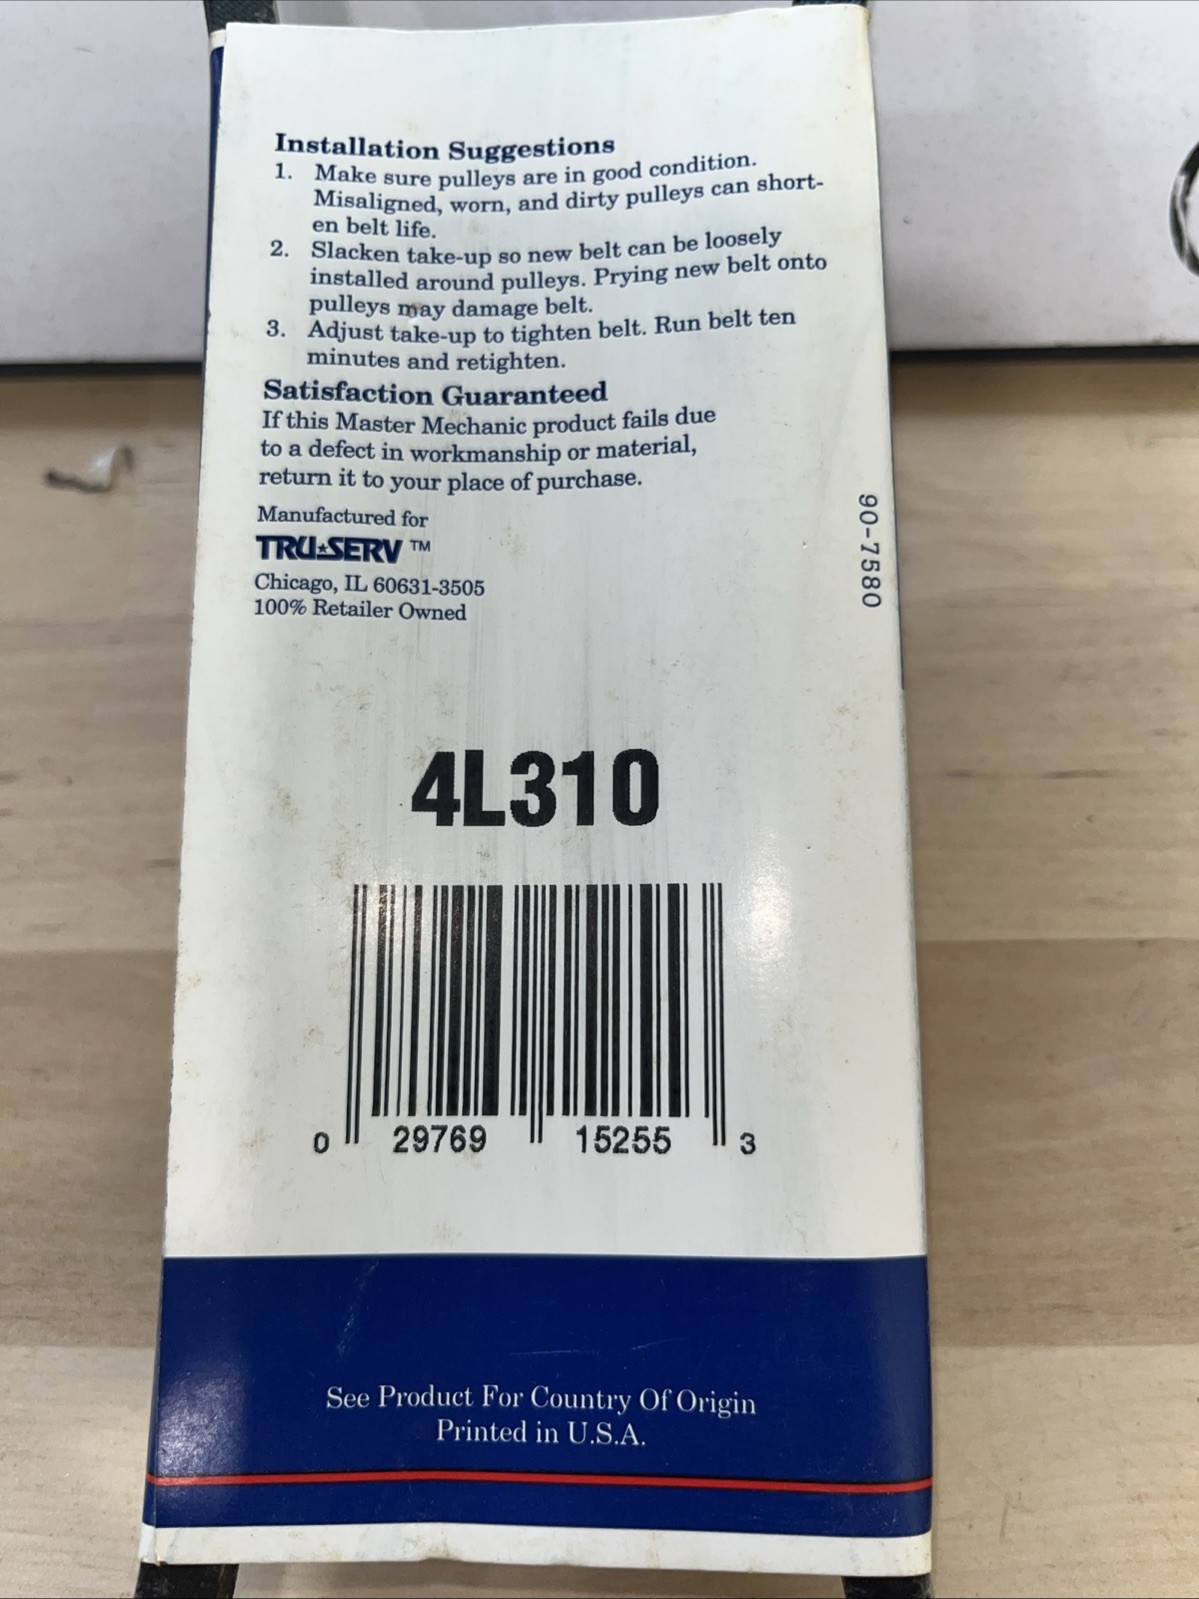 Installation Suggestions
1. Make sure pulleys are in good condition.
Misaligned, worn, and dirty pulleys can short-
en belt life.
2. Slacken take-up so new belt can be loosely
installed around pulleys. Prying new belt onto
pulleys may damage belt.
3. Adjust take-up to tighten belt. Run belt ten
minutes and retighten.
Satisfaction Guaranteed
If this Master Mechanic product fails due
to a defect in workmanship or material,
return it to your place of purchase.
Manufactured for
TRU★SERV ™
Chicago, IL 60631-3505
100% Retailer Owned
90-7580
4L310
0 29769 15255 3
See Product For Country Of Origin
Printed in U.S.A.